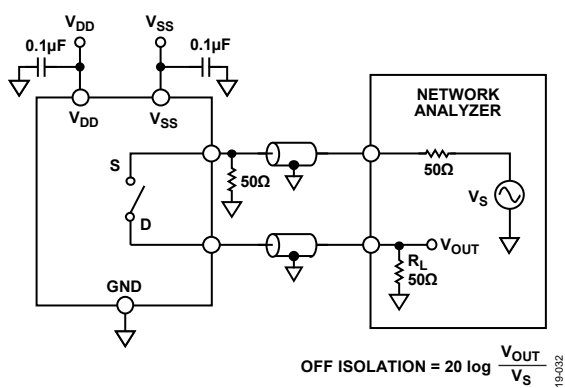 VDD
VSS
0.1µF
0.1µF
VDD
VSS
NETWORK
ANALYZER
S
50Ω
50Ω
VS
D
VOUT
RL
50Ω
GND
OFF ISOLATION = 20 log VOUT
VS
19-032